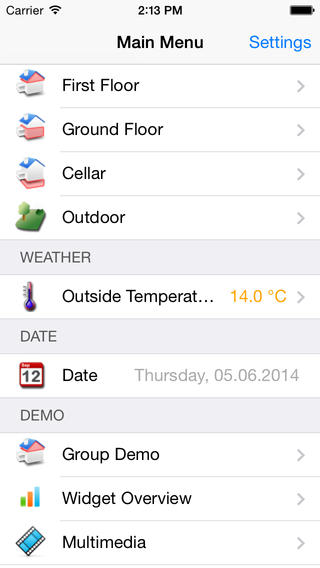 Carrier 2:13 PM
Main Menu Settings
First Floor
Ground Floor
Cellar
Outdoor
WEATHER
Outside Temperat... 14.0 °C
DATE
Sep
12 Date Thursday, 05.06.2014
DEMO
Group Demo
Widget Overview
Multimedia